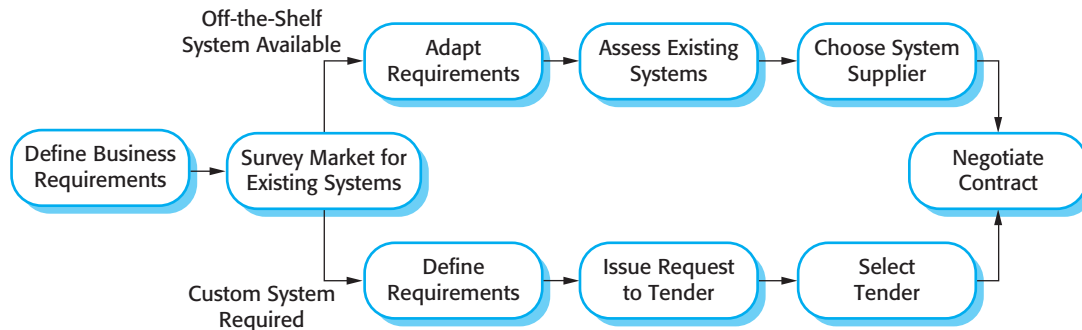 Off-the-Shelf
System Available
Adapt
Requirements
Assess Existing
Systems
Choose System
Supplier
Define Business
Requirements
Survey Market for
Existing Systems
Negotiate
Contract
Custom System
Required
Define
Requirements
Issue Request
to Tender
Select
Tender